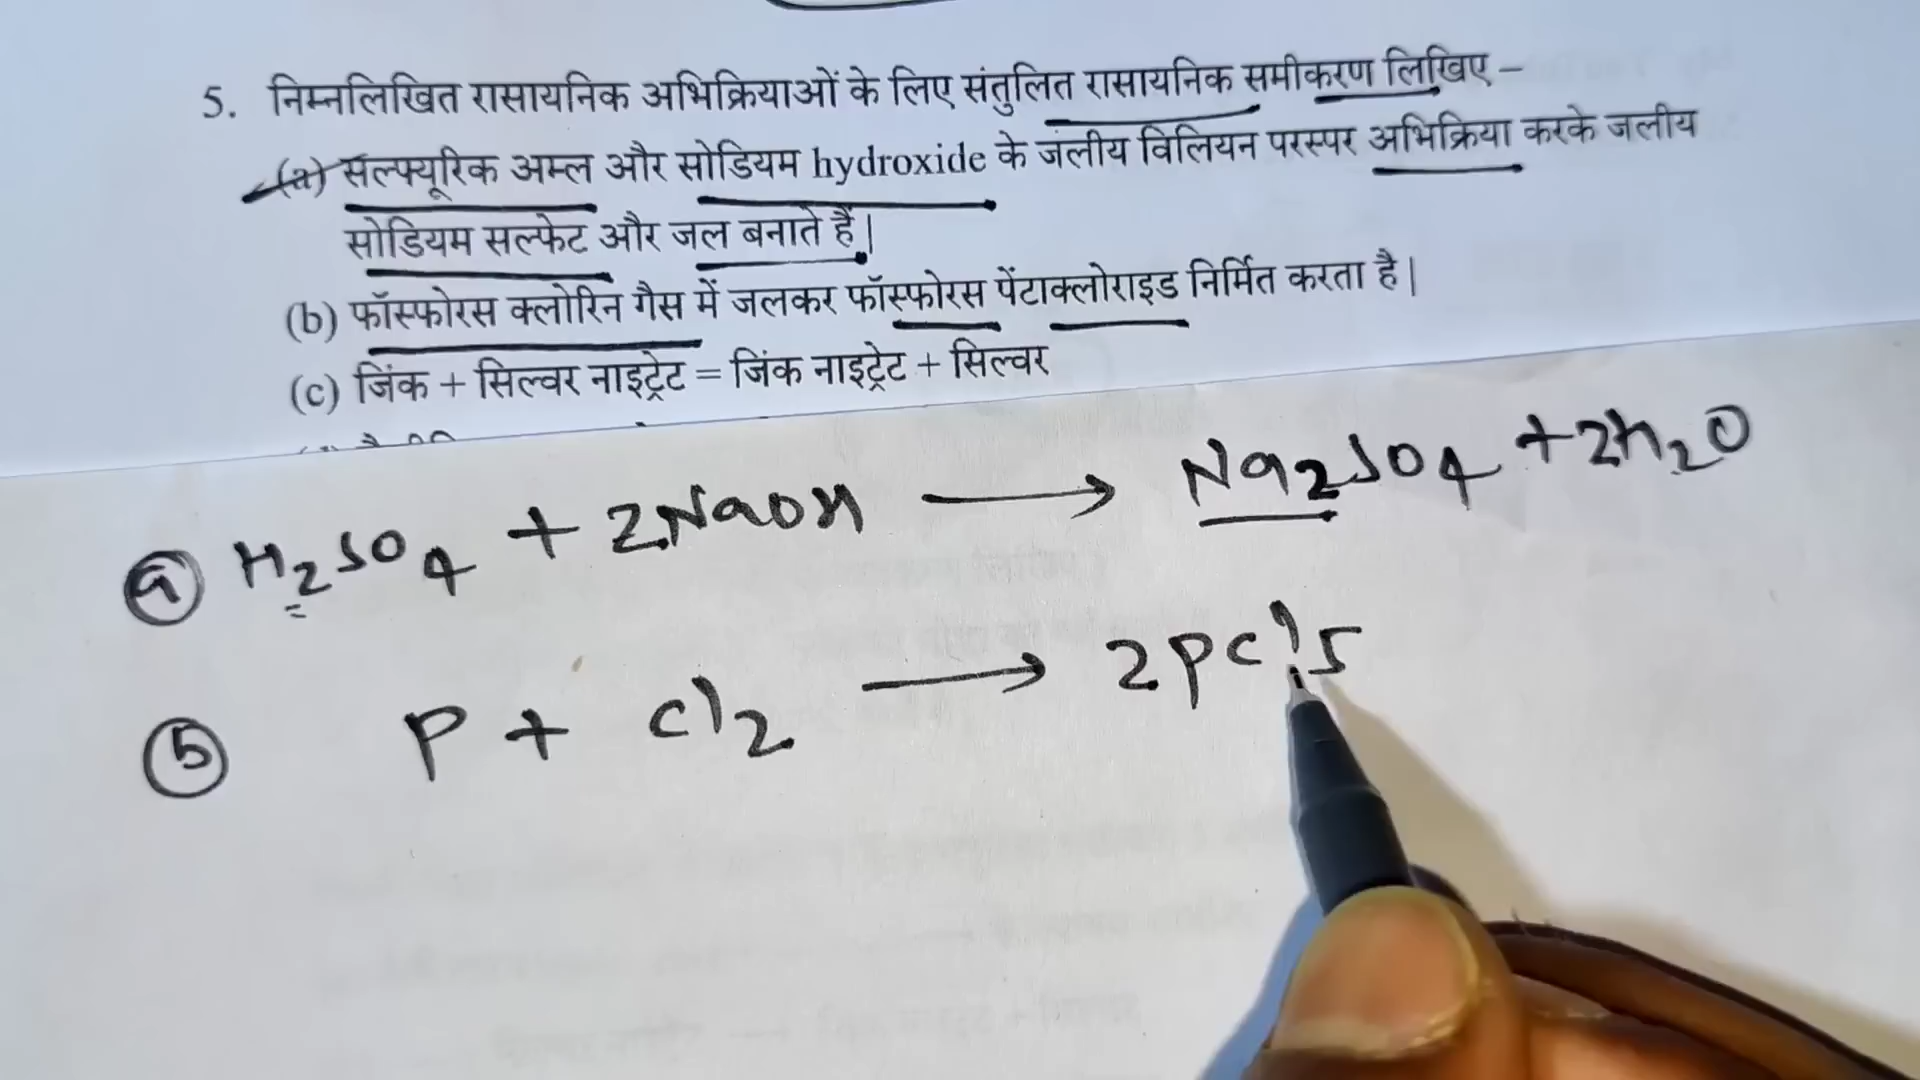 5. निम्नलिखित रासायनिक अभिक्रियाओं के लिए संतुलित रासायनिक समीकरण लिखिए –
(a) सल्फ्यूरिक अम्ल और सोडियम hydroxide के जलीय विलियन परस्पर अभिक्रिया करके जलीय
सोडियम सल्फेट और जल बनाते हैं|
(b) फॉस्फोरस क्लोरिन गैस में जलकर फॉस्फोरस पेंटाक्लोराइड निर्मित करता है|
(c) जिंक + सिल्वर नाइट्रेट = जिंक नाइट्रेट + सिल्वर
(a) H₂SO₄ + 2NaOH ⟶ Na₂SO₄ + 2H₂O
(b) P + Cl₂ ⟶ 2PCl5